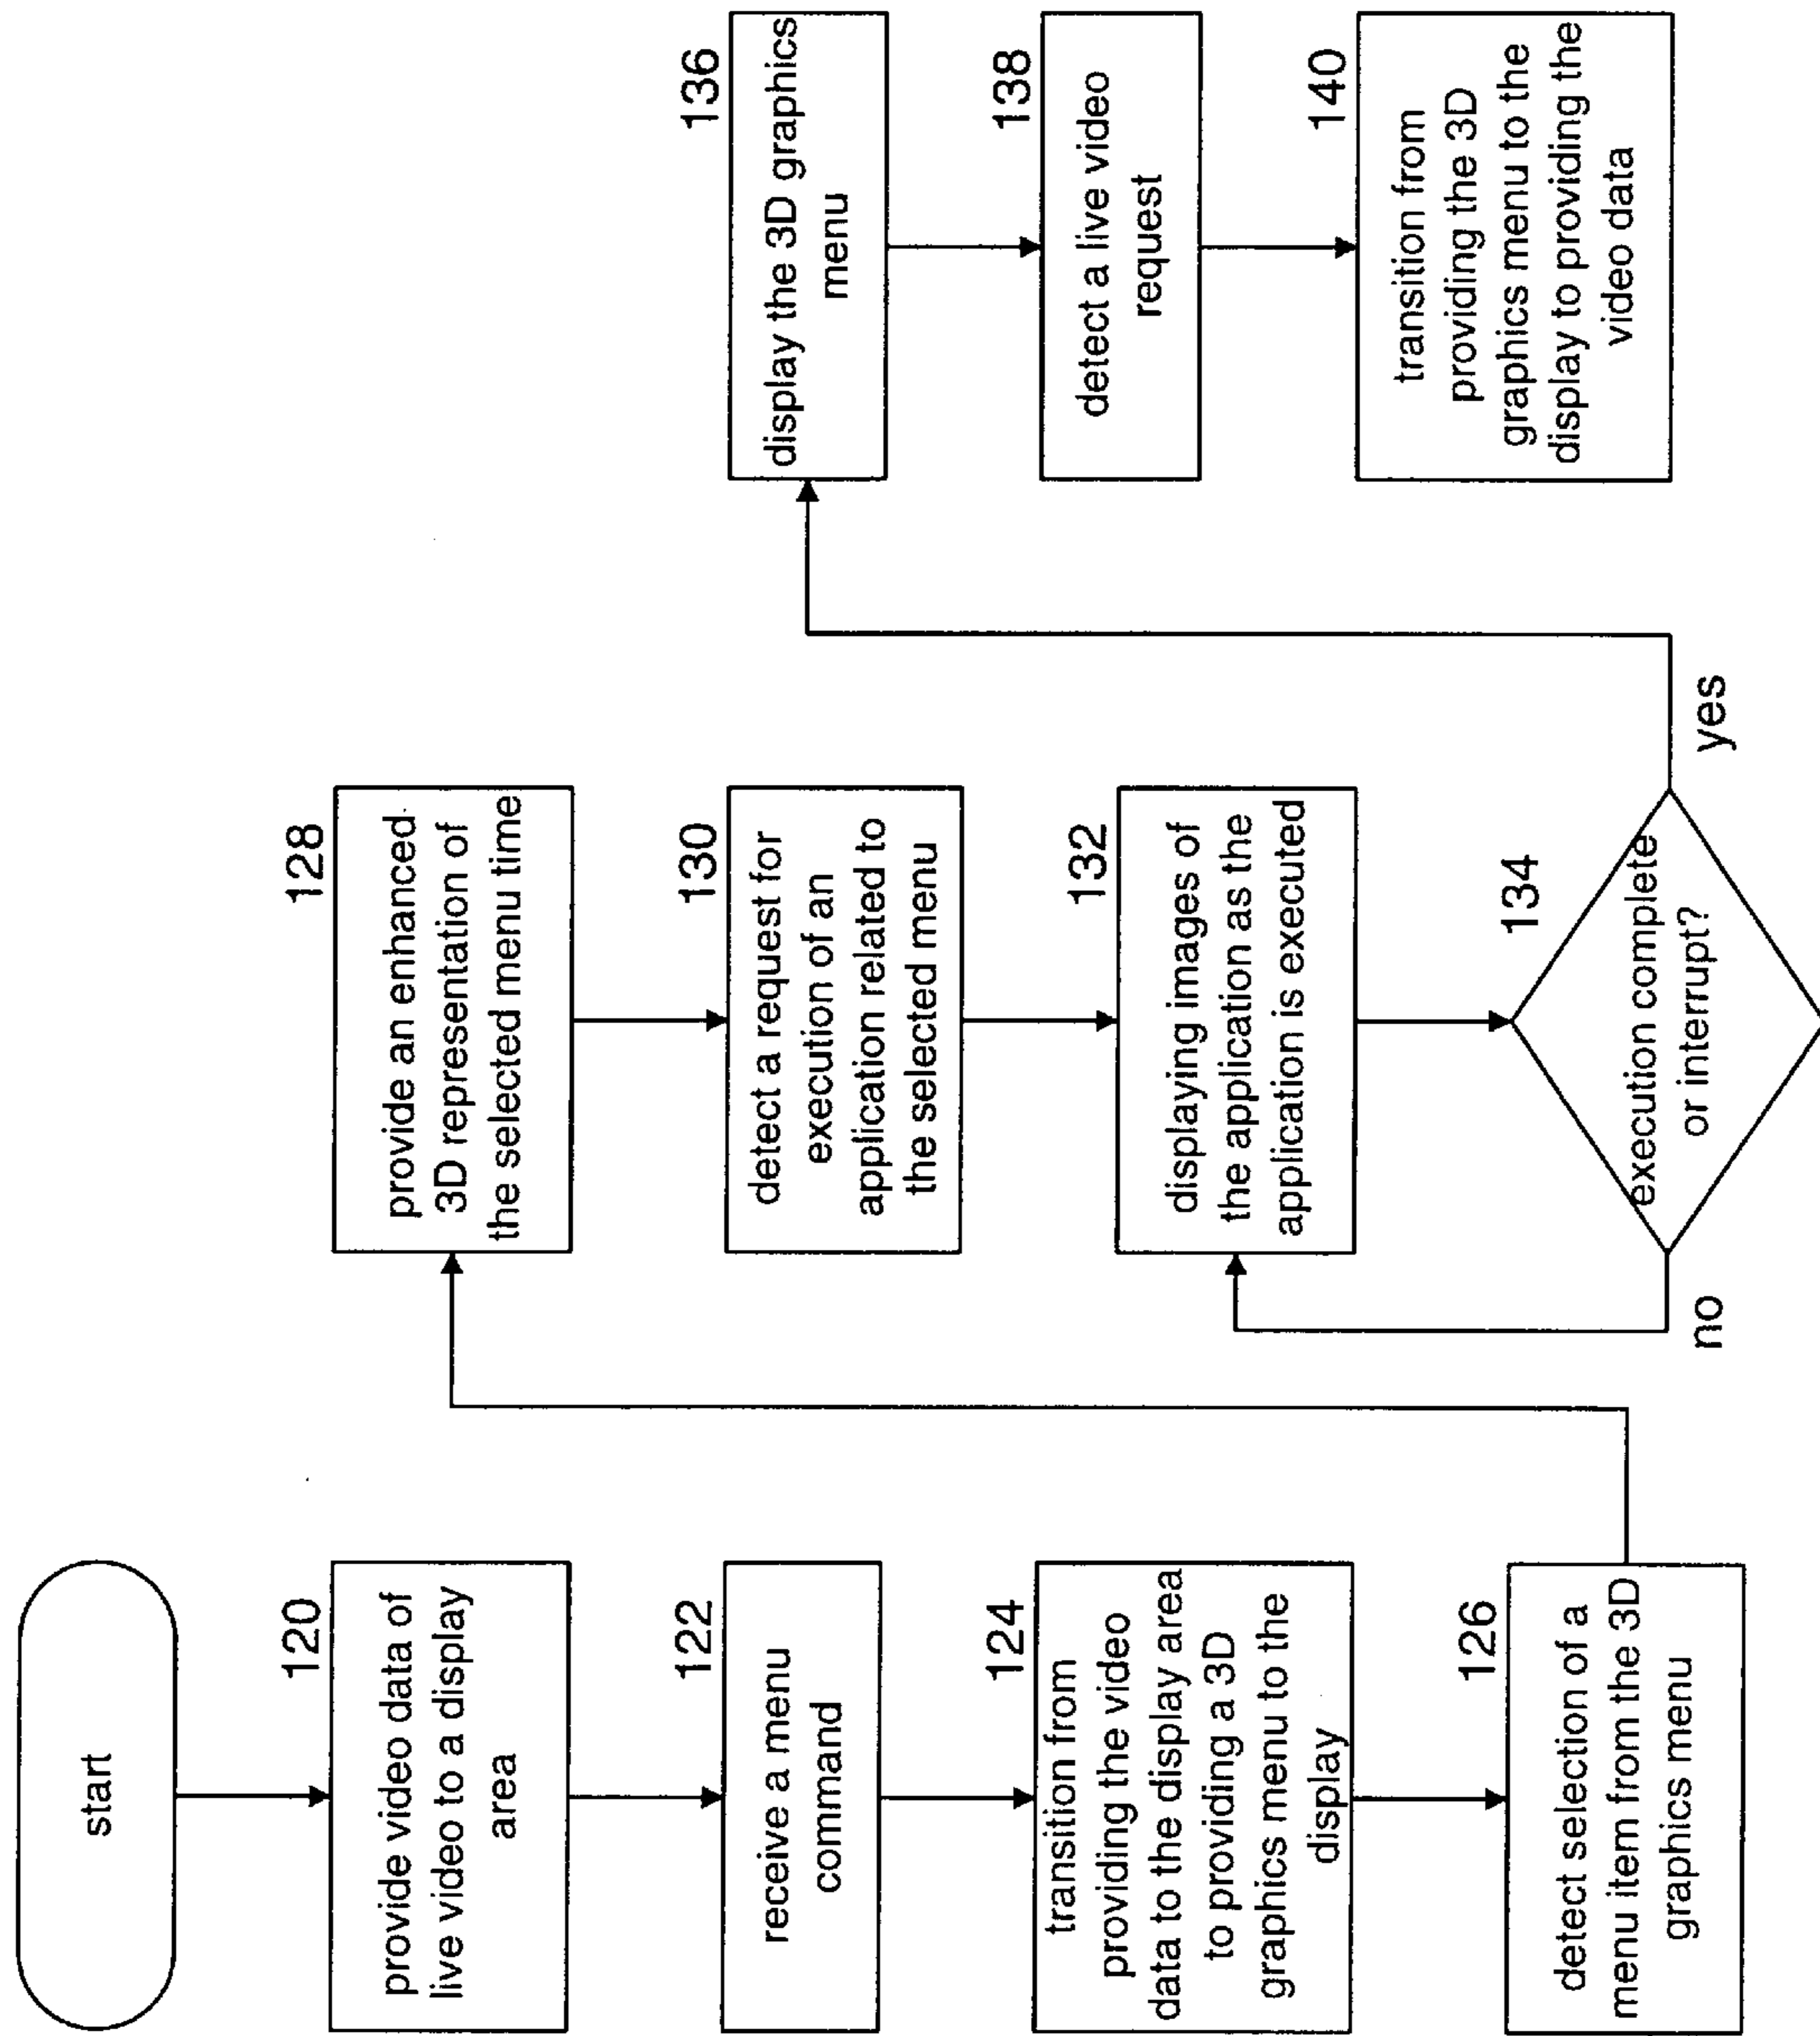 start
120
provide video data of
live video to a display
area
122
receive a menu
command
124
transition from
providing the video
data to the display area
to providing a 3D
graphics menu to the
display
126
detect selection of a
menu item from the 3D
graphics menu
128
provide an enhanced
3D representation of
the selected menu time
130
detect a request for
execution of an
application related to
the selected menu
132
displaying images of
the application as the
application is executed
134
execution complete
or interrupt?
no
yes
136
display the 3D graphics
menu
138
detect a live video
request
140
transition from
providing the 3D
graphics menu to the
display to providing the
video data